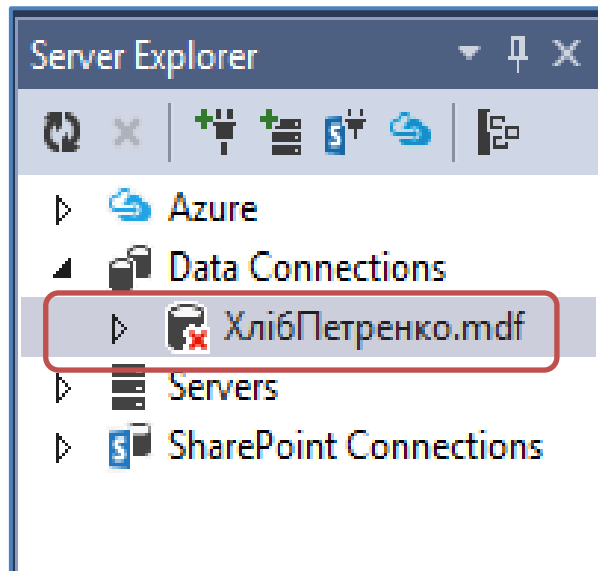 Server Explorer
Azure
Data Connections
ХлібПетренко.mdf
Servers
SharePoint Connections